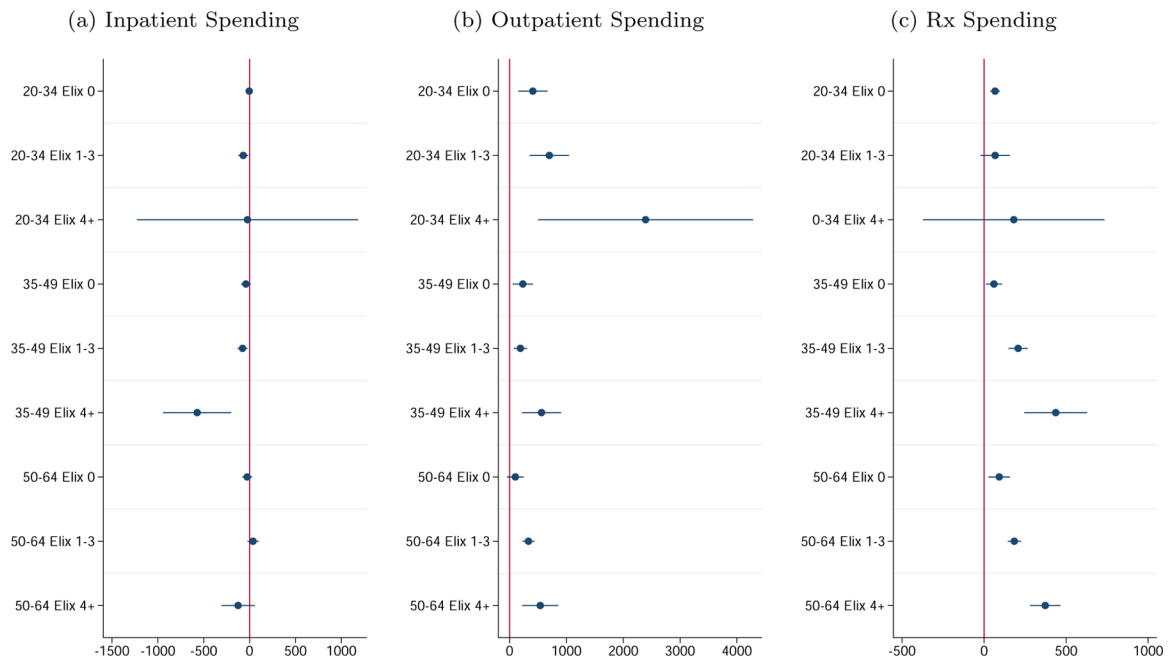 (a) Inpatient Spending
20-34 Elix 0
20-34 Elix 1-3
20-34 Elix 4+
35-49 Elix 0
35-49 Elix 1-3
35-49 Elix 4+
50-64 Elix 0
50-64 Elix 1-3
50-64 Elix 4+
-1500 -1000 -500 0 500 1000
(b) Outpatient Spending
20-34 Elix 0
20-34 Elix 1-3
20-34 Elix 4+
35-49 Elix 0
35-49 Elix 1-3
35-49 Elix 4+
50-64 Elix 0
50-64 Elix 1-3
50-64 Elix 4+
0 1000 2000 3000 4000
(c) Rx Spending
20-34 Elix 0
20-34 Elix 1-3
0-34 Elix 4+
35-49 Elix 0
35-49 Elix 1-3
35-49 Elix 4+
50-64 Elix 0
50-64 Elix 1-3
50-64 Elix 4+
-500 0 500 1000